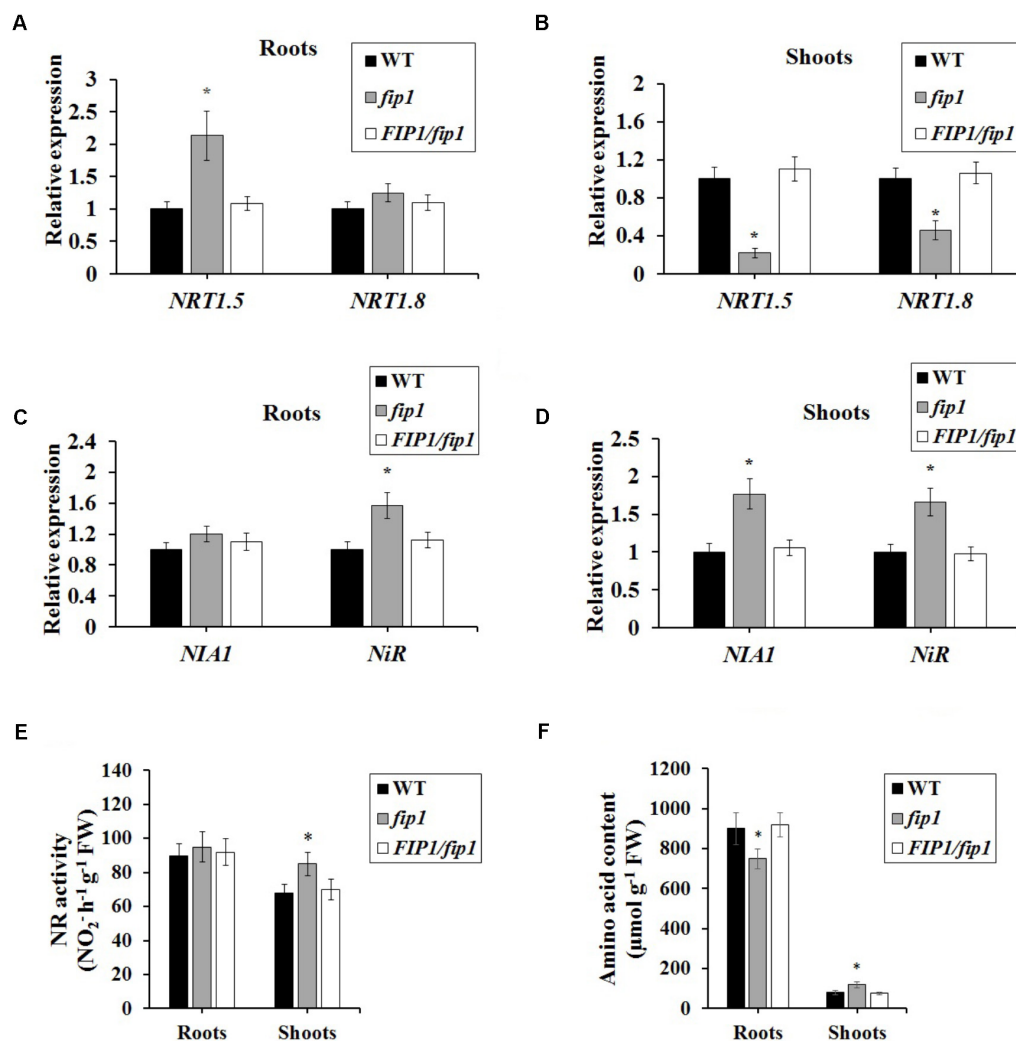 A
Roots
WT
fip1
FIP1/fip1
Relative expression
3
2.5
2
1.5
1
0.5
0
*
NRT1.5
NRT1.8
B
Shoots
WT
fip1
FIP1/fip1
Relative expression
2
1.6
1.2
0.8
0.4
0
*
*
NRT1.5
NRT1.8
C
Roots
WT
fip1
FIP1/fip1
Relative expression
2.4
2
1.6
1.2
0.8
0.4
0
*
NIA1
NiR
D
Shoots
WT
fip1
FIP1/fip1
Relative expression
2.5
2
1.5
1
0.5
0
*
*
NIA1
NiR
E
WT
fip1
FIP1/fip1
NR activity
(NO₂⁻ h⁻¹ g⁻¹ FW)
140
120
100
80
60
40
20
0
*
Roots
Shoots
F
WT
fip1
FIP1/fip1
Amino acid content
(μmol g⁻¹ FW)
1200
1000
800
600
400
200
0
*
*
Roots
Shoots